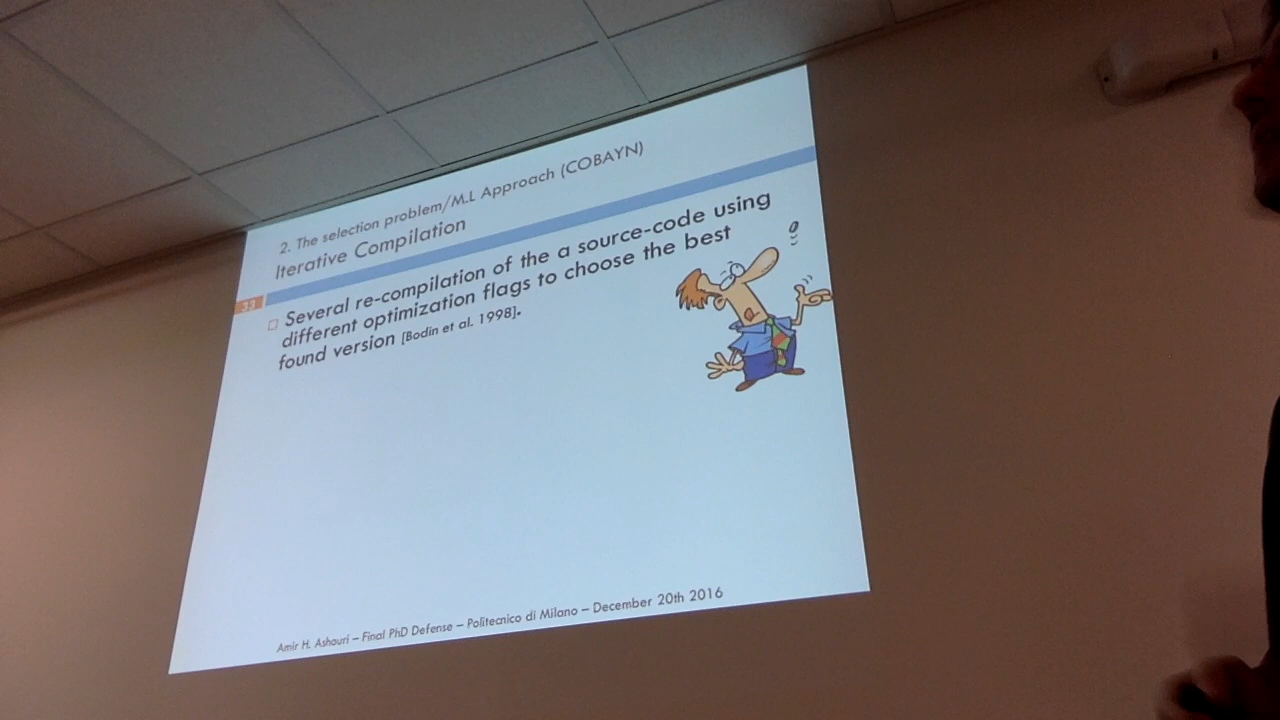 2. The selection problem/M.L Approach (COBAYN)
Iterative Compilation
33
□ Several re-compilation of the a source-code using
different optimization flags to choose the best
found version [Bodin et al. 1998].
Amir H. Ashouri – Final PhD Defense – Politecnico di Milano – December 20th 2016